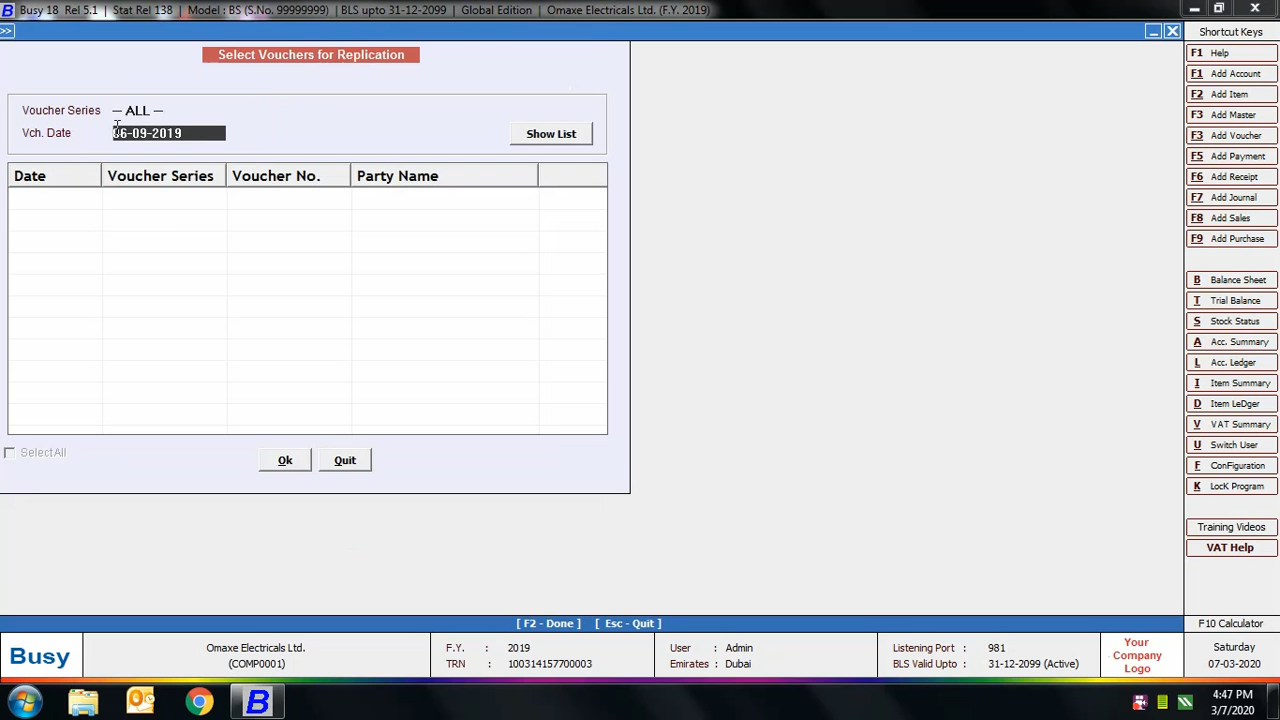 Busy 18 Rel 5.1 | Stat Rel 138 | Model : BS (S.No. 99999999) | BLS upto 31-12-2099 | Global Edition | Omaxe Electricals Ltd. (F.Y. 2019)
>>
Shortcut Keys
Select Vouchers for Replication
Voucher Series — ALL —
Vch. Date 06-09-2019
Show List
Date Voucher Series Voucher No. Party Name
Select All
Ok Quit
F1 Help
F1 Add Account
F2 Add Item
F3 Add Master
F3 Add Voucher
F5 Add Payment
F6 Add Receipt
F7 Add Journal
F8 Add Sales
F9 Add Purchase
B Balance Sheet
T Trial Balance
S Stock Status
A Acc. Summary
L Acc. Ledger
I Item Summary
D Item LeDger
V VAT Summary
U Switch User
F ConFiguration
K LocK Program
Training Videos
VAT Help
[ F2 - Done ] [ Esc - Quit ]
F10 Calculator
Busy
Omaxe Electricals Ltd.
(COMP0001)
F.Y. : 2019
TRN : 100314157700003
User : Admin
Emirates : Dubai
Listening Port : 981
BLS Valid Upto : 31-12-2099 (Active)
Your
Company
Logo
Saturday
07-03-2020
4:47 PM
3/7/2020